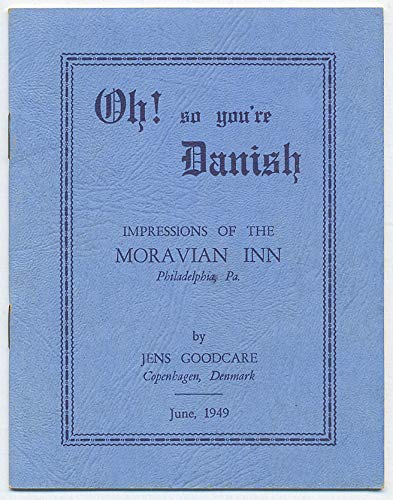 Oh! so you're
Danish
IMPRESSIONS OF THE
MORAVIAN INN
Philadelphia, Pa.
by
JENS GOODCARE
Copenhagen, Denmark
June, 1949